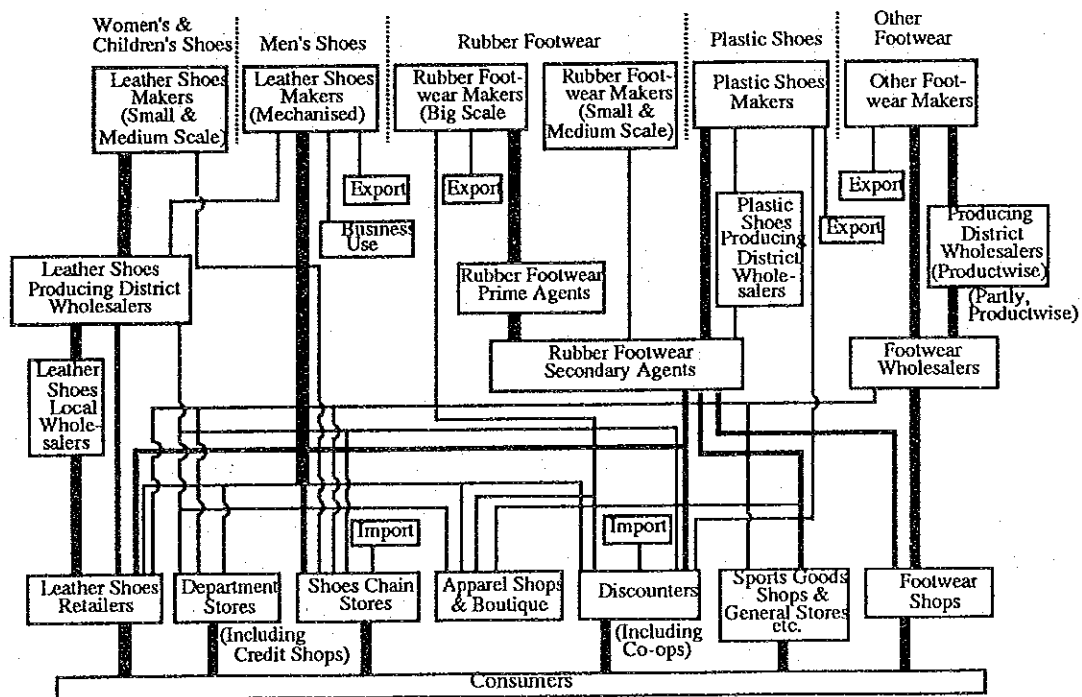 Women's &
Children's Shoes
Men's Shoes
Rubber Footwear
Plastic Shoes
Other
Footwear
Leather Shoes
Makers
(Small &
Medium Scale)
Leather Shoes
Makers
(Mechanised)
Rubber Foot-
wear Makers
(Big Scale
Rubber Foot-
wear Makers
(Small &
Medium Scale)
Plastic Shoes
Makers
Other Foot-
wear Makers
Export
Export
Export
Business
Use
Plastic
Shoes
Producing
District
Whole-
salers
Export
Producing
District
Wholesalers
(Productwise)
(Partly,
Productwise)
Leather Shoes
Producing District
Wholesalers
Rubber Footwear
Prime Agents
Rubber Footwear
Secondary Agents
Footwear
Wholesalers
Leather
Shoes
Local
Whole-
salers
Import
Import
Leather Shoes
Retailers
Department
Stores
(Including
Credit Shops)
Shoes Chain
Stores
Apparel Shops
& Boutique
Discounters
(Including
Co-ops)
Sports Goods
Shops &
General Stores
etc.
Footwear
Shops
Consumers